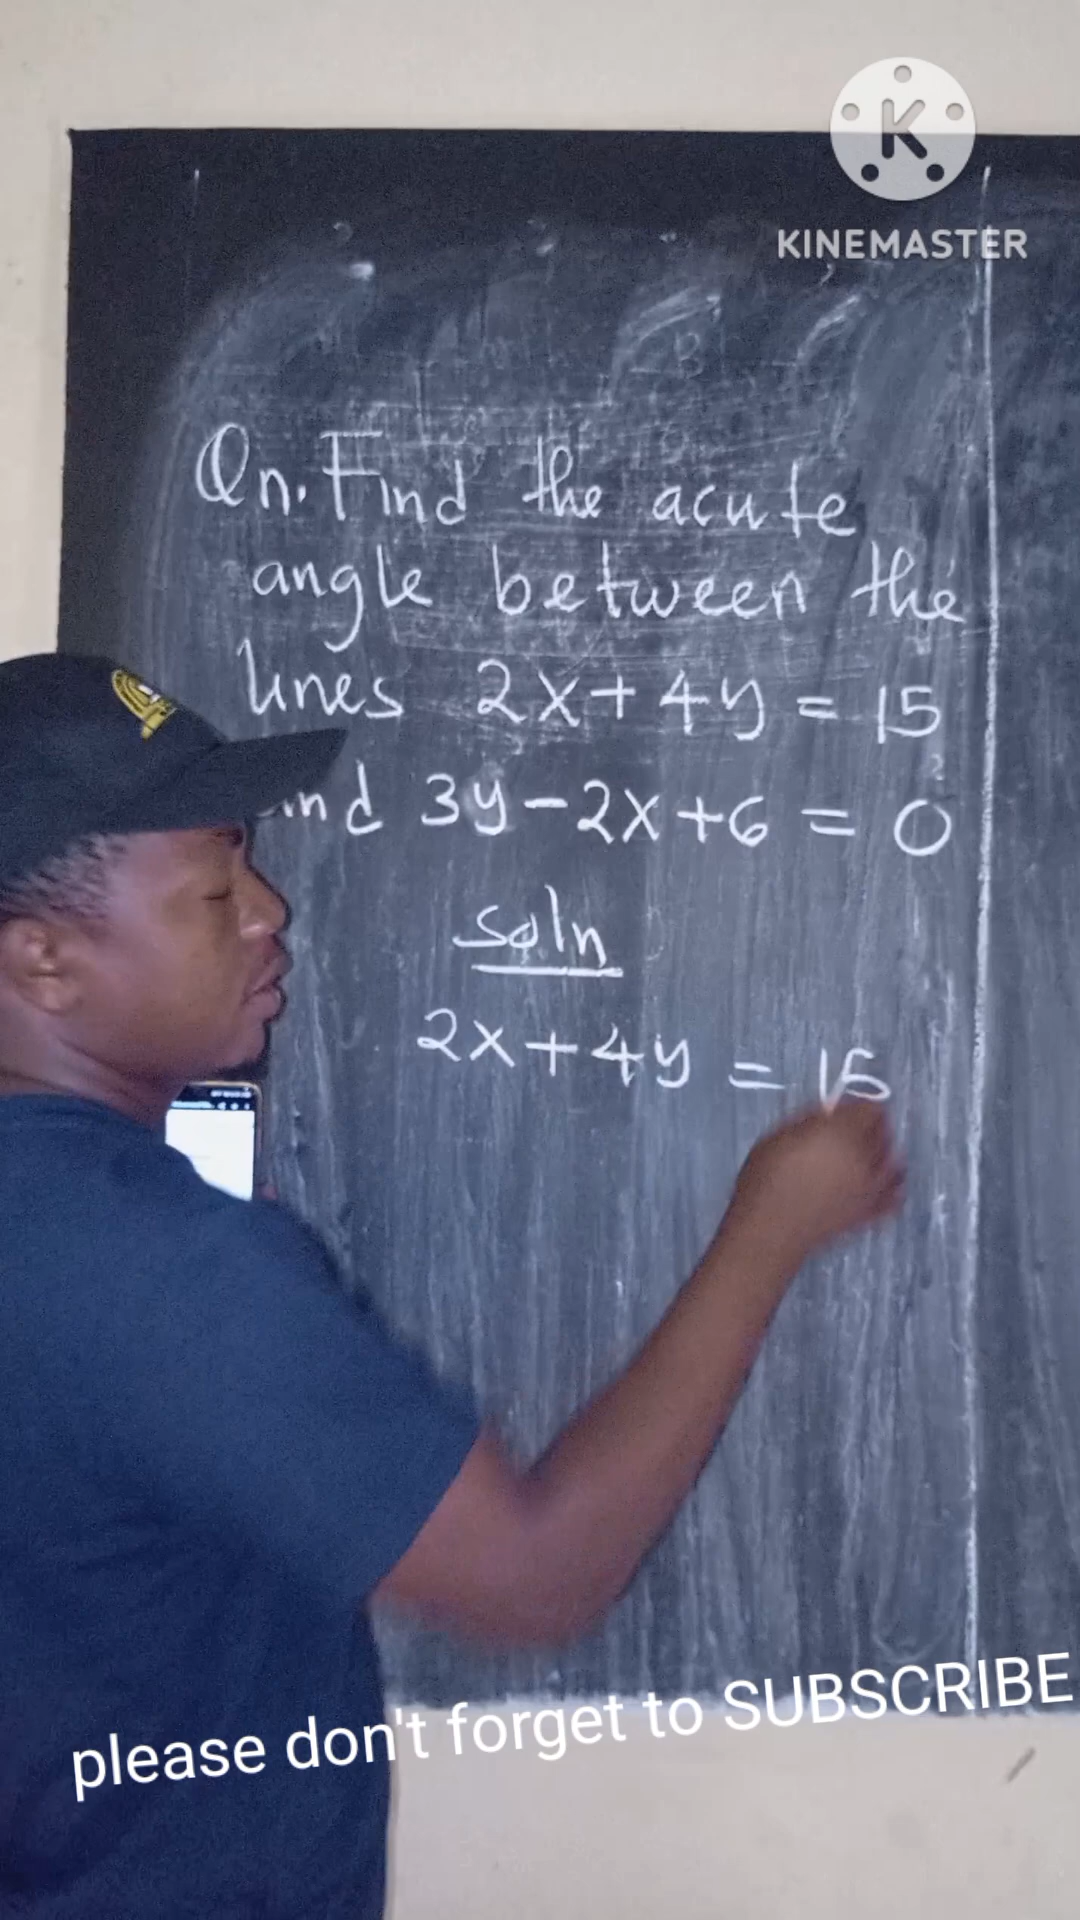 KINEMASTER
Qn. Find the acute
angle between the
lines 2x + 4y = 15
and 3y - 2x + 6 = 0
soln
2x + 4y = 15
please don't forget to SUBSCRIBE